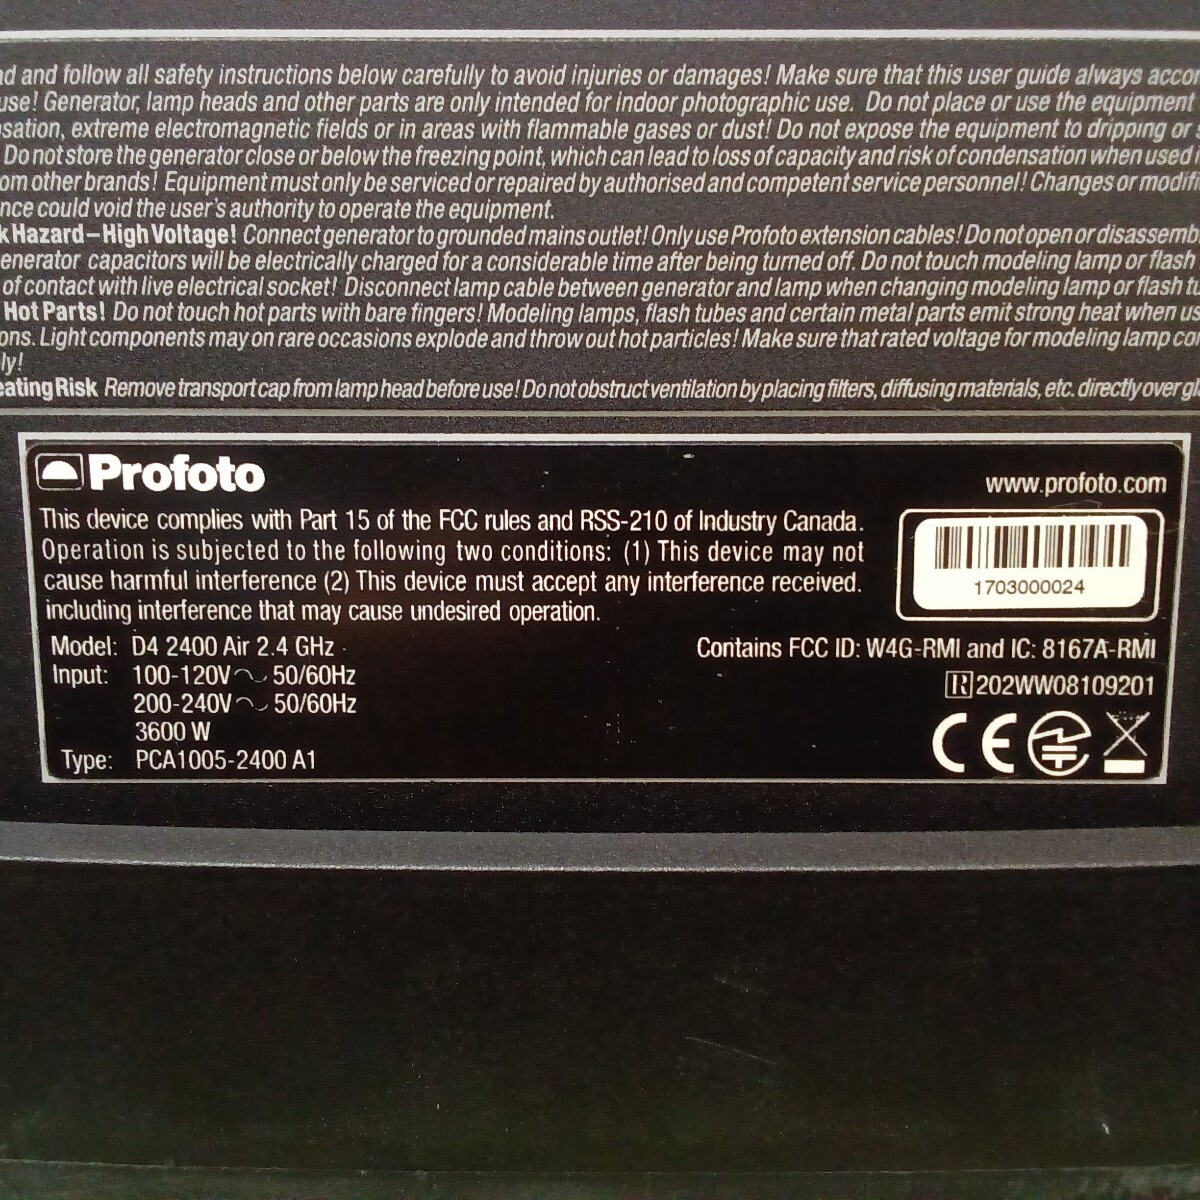 and follow all safety instructions below carefully to avoid injuries or damages! Make sure that this user guide always
use! Generator, lamp heads and other parts are only intended for indoor photographic use. Do not place or use the equipment
extreme electromagnetic fields or in areas with flammable gases or dust! Do not expose the equipment to dripping or
Do not store the generator close or below the freezing point, which can lead to loss of capacity and risk of condensation when used
other brands! Equipment must only be serviced or repaired by authorised and competent service personnel! Changes or
could void the user's authority to operate the equipment.
Hazard–High Voltage! Connect generator to grounded mains outlet! Only use Profoto extension cables! Do not open or
capacitors will be electrically charged for a considerable time after being turned off. Do not touch modeling lamp or flash
of contact with live electrical socket! Disconnect lamp cable between generator and lamp when changing modeling lamp or flash
Hot Parts! Do not touch hot parts with bare fingers! Modeling lamps, flash tubes and certain metal parts emit strong heat when
Light components may on rare occasions explode and throw out hot particles! Make sure that rated voltage for modeling lamp
Risk Remove transport cap from lamp head before use! Do not obstruct ventilation by placing filters, diffusing materials, etc. directly over
Profoto
www.profoto.com
This device complies with Part 15 of the FCC rules and RSS-210 of Industry Canada.
Operation is subjected to the following two conditions: (1) This device may not
cause harmful interference (2) This device must accept any interference received.
including interference that may cause undesired operation.
1703000024
Model: D4 2400 Air 2.4 GHz
Contains FCC ID: W4G-RMI and IC: 8167A-RMI
Input: 100-120V~ 50/60Hz
R 202WW08109201
200-240V~ 50/60Hz
3600 W
Type: PCA1005-2400 A1
CE